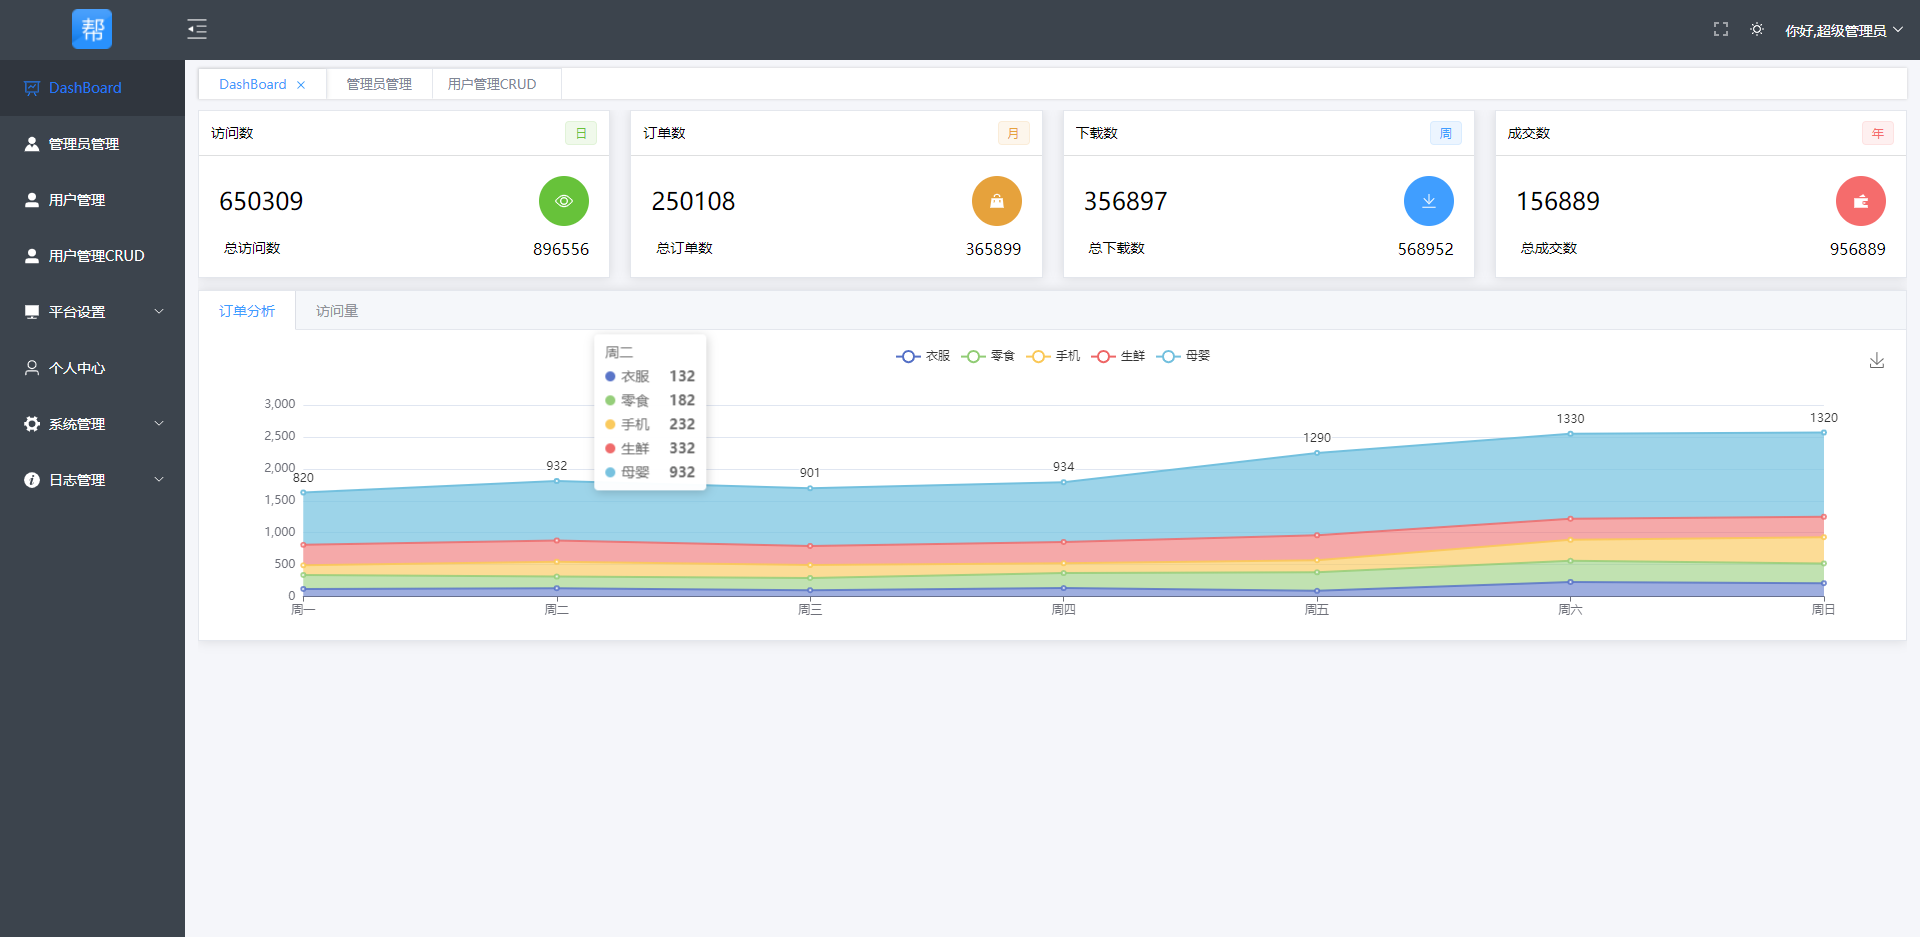 帮
你好,超级管理员
DashBoard
管理员管理
用户管理
用户管理CRUD
平台设置
个人中心
系统管理
日志管理
DashBoard 管理员管理 用户管理CRUD
访问数 日
650309
总访问数 896556
订单数 月
250108
总订单数 365899
下载数 周
356897
总下载数 568952
成交数 年
156889
总成交数 956889
订单分析 访问量
衣服 零食 手机 生鲜 母婴
周二
衣服 132
零食 182
手机 232
生鲜 332
母婴 932
3,000
2,500
2,000
1,500
1,000
500
0
820 932 901 934 1290 1330 1320
周一 周二 周三 周四 周五 周六 周日